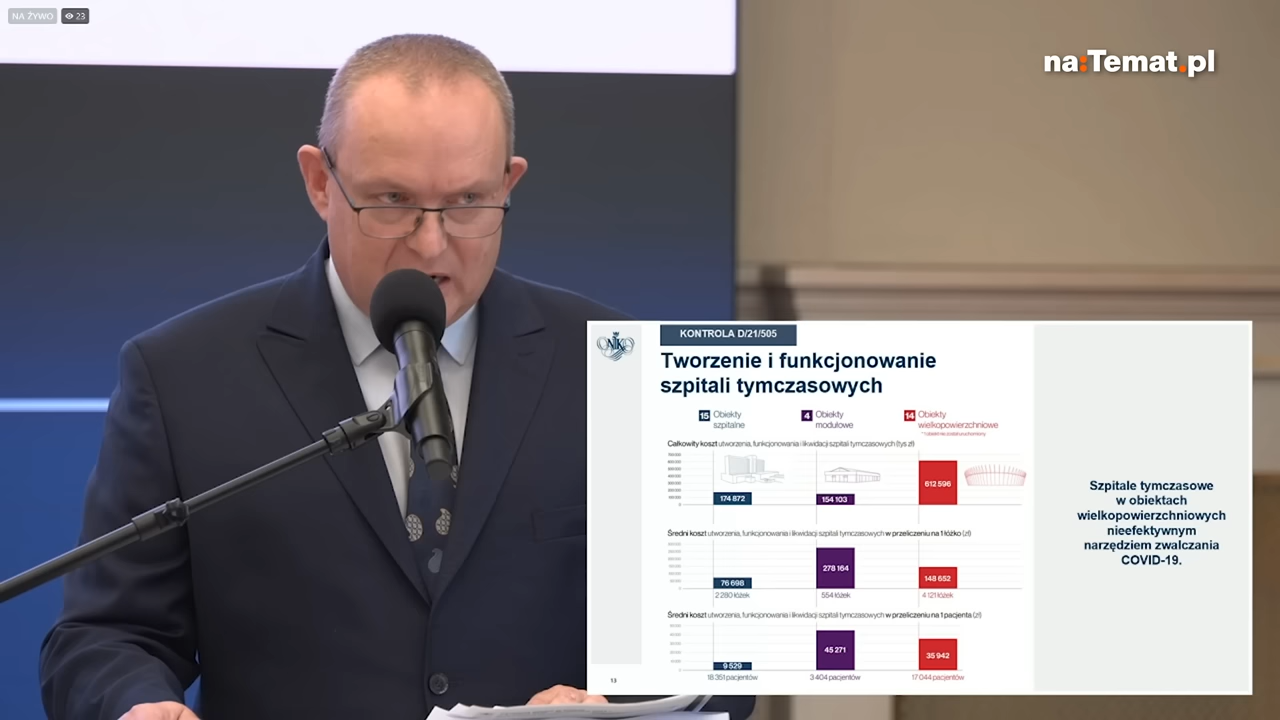 NA ŻYWO
23
na:Temat.pl
NIK
KONTROLA D/21/505
Tworzenie i funkcjonowanie
szpitali tymczasowych
15 Obiekty
szpitalne
4 Obiekty
modułowe
14 Obiekty
wielkopowierzchniowe
Całkowity koszt utworzenia, funkcjonowania i likwidacji szpitali tymczasowych (tys zł)
174 872
154 103
612 596
Średni koszt utworzenia, funkcjonowania i likwidacji szpitali tymczasowych w przeliczeniu na 1 łóżko (zł)
76 698
278 164
148 652
2 280 łóżek
554 łóżek
4 121 łóżek
Średni koszt utworzenia, funkcjonowania i likwidacji szpitali tymczasowych w przeliczeniu na 1 pacjenta (zł)
9 529
45 271
35 942
18 351 pacjentów
3 404 pacjentów
17 044 pacjentów
13
Szpitale tymczasowe
w obiektach
wielkopowierzchniowych
nieefektywnym
narzędziem zwalczania
COVID-19.